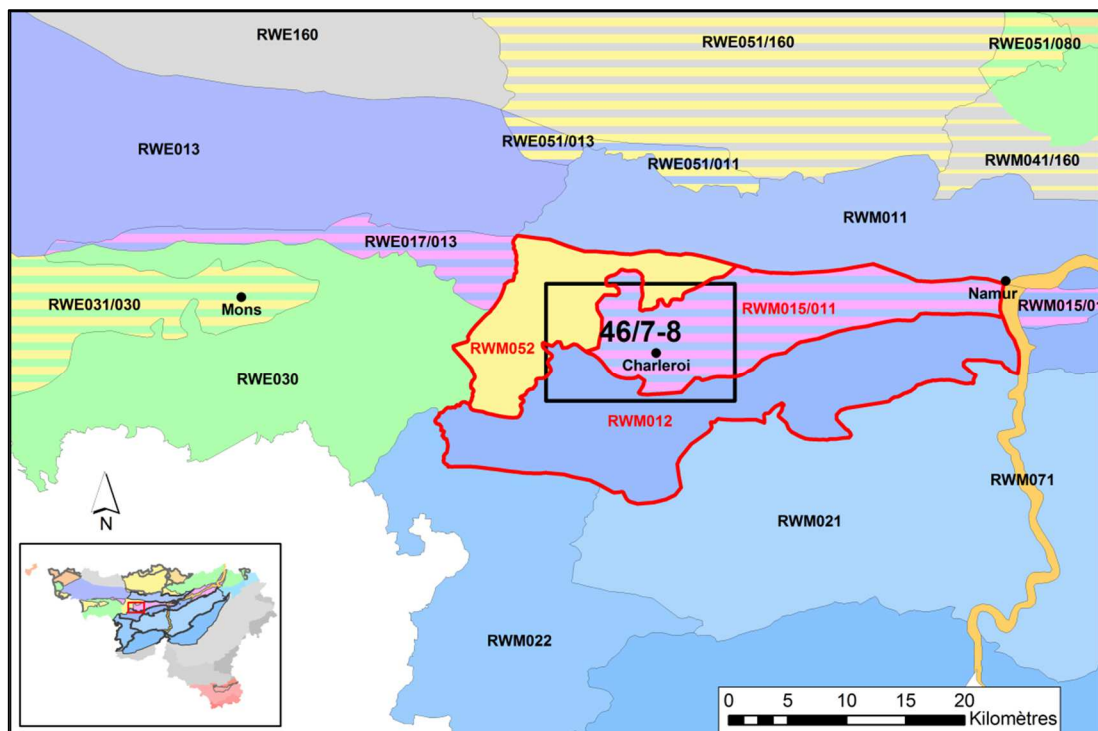 RWE160
RWE051/160
RWE051/080
RWE013
RWE051/013
RWE051/011
RWM041/160
RWM011
RWE017/013
RWE031/030
Mons
Namur
RWM015/011
RWM015/01
46/7-8
RWM052
Charleroi
RWE030
RWM012
RWM071
RWM021
N
RWM022
0 5 10 15 20
Kilomètres